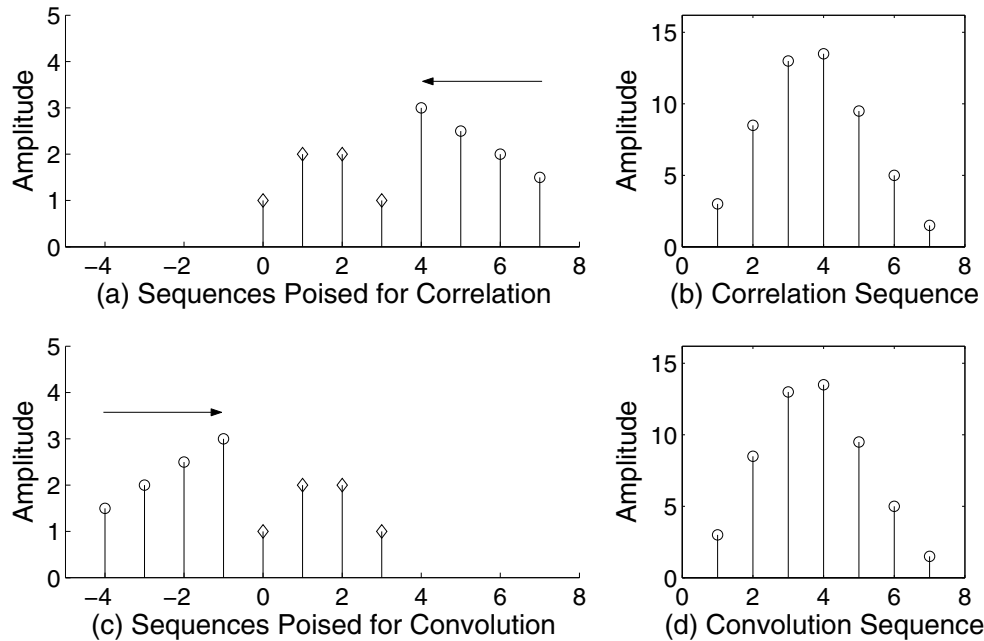 5
4
3
2
1
0
Amplitude
−4 −2 0 2 4 6 8
(a) Sequences Poised for Correlation
15
10
5
0
Amplitude
0 2 4 6 8
(b) Correlation Sequence
5
4
3
2
1
0
Amplitude
−4 −2 0 2 4 6 8
(c) Sequences Poised for Convolution
15
10
5
0
Amplitude
0 2 4 6 8
(d) Convolution Sequence